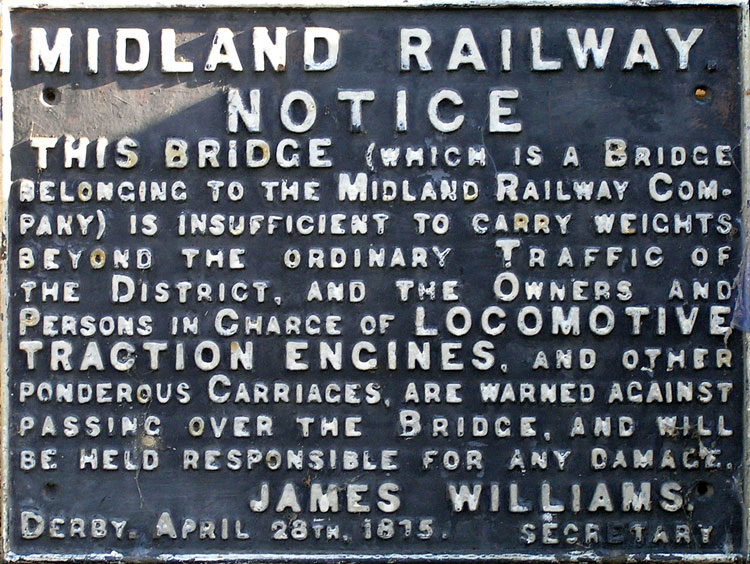 MIDLAND RAILWAY
NOTICE
THIS BRIDGE (WHICH IS A BRIDGE
BELONGING TO THE MIDLAND RAILWAY COM-
PANY) IS INSUFFICIENT TO CARRY WEIGHTS
BEYOND THE ORDINARY TRAFFIC OF
THE DISTRICT, AND THE OWNERS AND
PERSONS IN CHARGE OF LOCOMOTIVE
TRACTION ENGINES, AND OTHER
PONDEROUS CARRIAGES, ARE WARNED AGAINST
PASSING OVER THE BRIDGE, AND WILL
BE HELD RESPONSIBLE FOR ANY DAMAGE.
JAMES WILLIAMS.
DERBY. APRIL 28TH. 1875. SECRETARY